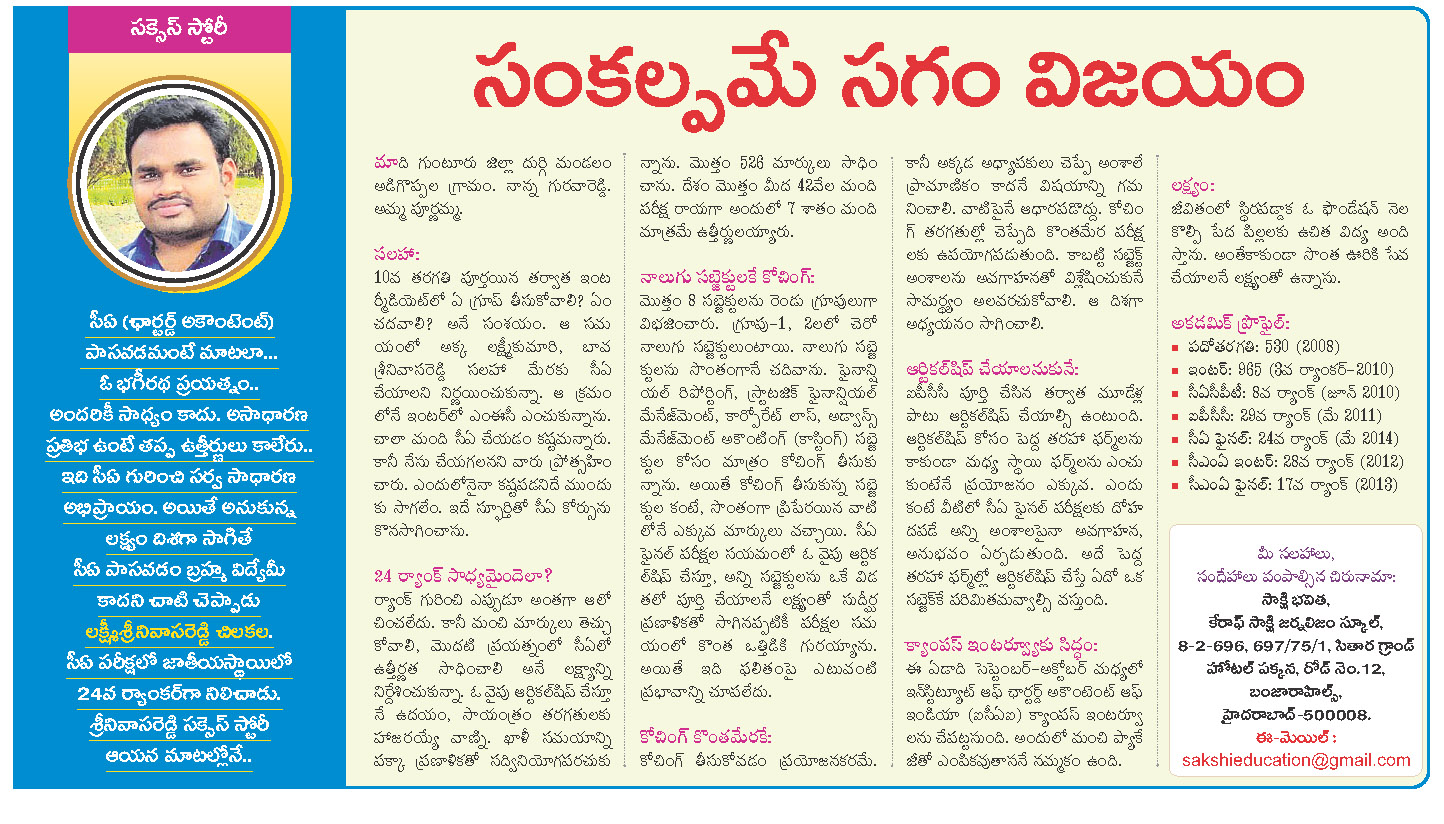 సక్సెస్ స్టోరీ
సీఏ (ఛార్టర్డ్ అకౌంటెంట్)
పాసవడమంటే మాటలా...
ఓ భగీరథ ప్రయత్నం..
అందరికీ సాధ్యం కాదు. అసాధారణ
ప్రతిభ ఉంటే తప్ప ఉత్తీర్ణులు కాలేరు..
ఇది సీఏ గురించి సర్వ సాధారణ
అభిప్రాయం. అయితే అనుకున్న
లక్ష్యం దిశగా సాగితే
సీఏ పాసవడం బ్రహ్మ విద్యేమీ
కాదని చాటి చెప్పాడు
లక్ష్మీశ్రీనివాసరెడ్డి చిలకల.
సీఏ పరీక్షలో జాతీయస్థాయిలో
24వ ర్యాంకర్‌గా నిలిచాడు.
శ్రీనివాసరెడ్డి సక్సెస్ స్టోరీ
ఆయన మాటల్లోనే..
సంకల్పమే సగం విజయం
మాది గుంటూరు జిల్లా దుర్గి మండలం
అడిగొప్పల గ్రామం. నాన్న గురవారెడ్డి.
అమ్మ పూర్ణమ్మ.
సలహా:
10వ తరగతి పూర్తయిన తర్వాత ఇంట
ర్మీడియెట్‌లో ఏ గ్రూప్ తీసుకోవాలి? ఏం
చదవాలి? అనే సంశయం. ఆ సమ
యంలో అక్క లక్ష్మీకుమారి, బావ
శ్రీనివాసరెడ్డి సలహా మేరకు సీఏ
చేయాలని నిర్ణయించుకున్నా. ఆ క్రమం
లోనే ఇంటర్‌లో ఎంఈసీ ఎంచుకున్నాను.
చాలా మంది సీఏ చేయడం కష్టమన్నారు.
కానీ నేను చేయగలనని వారు ప్రోత్సహిం
చారు. ఎందులోనైనా కష్టపడనిదే ముందు
కు సాగలేం. ఇదే స్ఫూర్తితో సీఏ కోర్సును
కొనసాగించాను.
24 ర్యాంక్ సాధ్యమైందెలా?
ర్యాంక్ గురించి ఎప్పుడూ అంతగా ఆలో
చించలేదు. కానీ మంచి మార్కులు తెచ్చు
కోవాలి, మొదటి ప్రయత్నంలో సీఏలో
ఉత్తీర్ణత సాధించాలి అనే లక్ష్యాన్ని
నిర్దేశించుకున్నా. ఓ వైపు ఆర్టికల్‌షిప్ చేస్తూ
నే ఉదయం, సాయంత్రం తరగతులకు
హాజరయ్యే వాణ్ని. ఖాళీ సమయాన్ని
పక్కా ప్రణాళికతో సద్వినియోగపరచుకు
న్నాను. మొత్తం 526 మార్కులు సాధిం
చాను. దేశం మొత్తం మీద 42వేల మంది
పరీక్ష రాయగా అందులో 7 శాతం మంది
మాత్రమే ఉత్తీర్ణులయ్యారు.
నాలుగు సబ్జెక్టులకే కోచింగ్:
మొత్తం 8 సబ్జెక్టులను రెండు గ్రూపులుగా
విభజించారు. గ్రూపు-1, 2లలో చెరో
నాలుగు సబ్జెక్టులుంటాయి. నాలుగు సబ్జె
క్టులను సొంతంగానే చదివాను. ఫైనాన్షి
యల్ రిపోర్టింగ్, స్ట్రాటజిక్ ఫైనాన్షియల్
మేనేజ్‌మెంట్, కార్పోరేట్ లాస్, అడ్వాన్స్
మేనేజ్‌మెంట్ అకౌంటింగ్ (కాస్టింగ్) సబ్జె
క్టుల కోసం మాత్రం కోచింగ్ తీసుకు
న్నాను. అయితే కోచింగ్ తీసుకున్న సబ్జె
క్టుల కంటే, సొంతంగా ప్రిపేరయిన వాటి
లోనే ఎక్కువ మార్కులు వచ్చాయి. సీఏ
ఫైనల్ పరీక్షల సయమంలో ఓ వైపు ఆర్టిక
ల్‌షిప్ చేస్తూ, అన్ని సబ్జెక్టులను ఒకే విడ
తలో పూర్తి చేయాలనే లక్ష్యంతో సుదీర్ఘ
ప్రణాళికతో సాగినప్పటికీ పరీక్షల సమ
యంలో కొంత ఒత్తిడికి గురయ్యాను.
అయితే ఇది ఫలితంపై ఎటువంటి
ప్రభావాన్ని చూపలేదు.
కోచింగ్ కొంతమేరకే:
కోచింగ్ తీసుకోవడం ప్రయోజనకరమే.
కానీ అక్కడ అధ్యాపకులు చెప్పే అంశాలే
ప్రామాణికం కాదనే విషయాన్ని గమ
నించాలి. వాటిపైనే ఆధారపడొద్దు. కోచిం
గ్ తరగతుల్లో చెప్పేది కొంతమేర పరీక్ష
లకు ఉపయోగపడుతుంది. కాబట్టి సబ్జెక్ట్
అంశాలను అవగాహనతో విశ్లేషించుకునే
సామర్థ్యం అలవరచుకోవాలి. ఆ దిశగా
అధ్యయనం సాగించాలి.
ఆర్టికల్‌షిప్ చేయాలనుకునే:
ఐపీసీసీ పూర్తి చేసిన తర్వాత మూడేళ్ల
పాటు ఆర్టికల్‌షిప్ చేయాల్సి ఉంటుంది.
ఆర్టికల్‌షిప్ కోసం పెద్ద తరహా ఫర్మ్‌లను
కాకుండా మధ్య స్థాయి ఫర్మ్‌లను ఎంచు
కుంటేనే ప్రయోజనం ఎక్కువ. ఎందు
కంటే వీటిలో సీఏ ఫైనల్ పరీక్షలకు దోహ
దపడే అన్ని అంశాలపైనా అవగాహన,
అనుభవం ఏర్పడుతుంది. అదే పెద్ద
తరహా ఫర్మ్‌ల్లో ఆర్టికల్‌షిప్ చేస్తే ఏదో ఒక
సబ్జెక్‌కే పరిమితమవ్వాల్సి వస్తుంది.
క్యాంపస్ ఇంటర్వ్యూకు సిద్ధం:
ఈ ఏడాది సెప్టెంబర్-అక్టోబర్ మధ్యలో
ఇన్‌స్టిట్యూట్ ఆఫ్ ఛార్టర్డ్ అకౌంటెంట్ ఆఫ్
ఇండియా (ఐసీఏఐ) క్యాంపస్ ఇంటర్వ్యూ
లను చేపట్టనుంది. అందులో మంచి ప్యాకే
జీతో ఎంపికవుతాననే నమ్మకం ఉంది.
లక్ష్యం:
జీవితంలో స్థిరపడ్డాక ఓ ఫౌండేషన్ నెల
కొల్పి పేద పిల్లలకు ఉచిత విద్య అంది
స్తాను. అంతేకాకుండా సొంత ఊరికి సేవ
చేయాలనే లక్ష్యంతో ఉన్నాను.
అకడమిక్ ప్రొఫైల్:
పదోతరగతి: 530 (2008)
ఇంటర్: 965 (3వ ర్యాంకర్-2010)
సీఏసీపీటీ: 8వ ర్యాంక్ (జూన్ 2010)
ఐపీసీసీ: 29వ ర్యాంక్ (మే 2011)
సీఏ ఫైనల్: 24వ ర్యాంక్ (మే 2014)
సీఎంఏ ఇంటర్: 28వ ర్యాంక్ (2012)
సీఎంఏ ఫైనల్: 17వ ర్యాంక్ (2013)
మీ సలహాలు,
సందేహాలు పంపాల్సిన చిరునామా:
సాక్షి భవిత,
కేరాఫ్ సాక్షి జర్నలిజం స్కూల్,
8-2-696, 697/75/1, సితార గ్రాండ్
హోటల్ పక్కన, రోడ్ నెం.12,
బంజారాహిల్స్,
హైదరాబాద్-500008.
ఈ-మెయిల్ :
sakshieducation@gmail.com